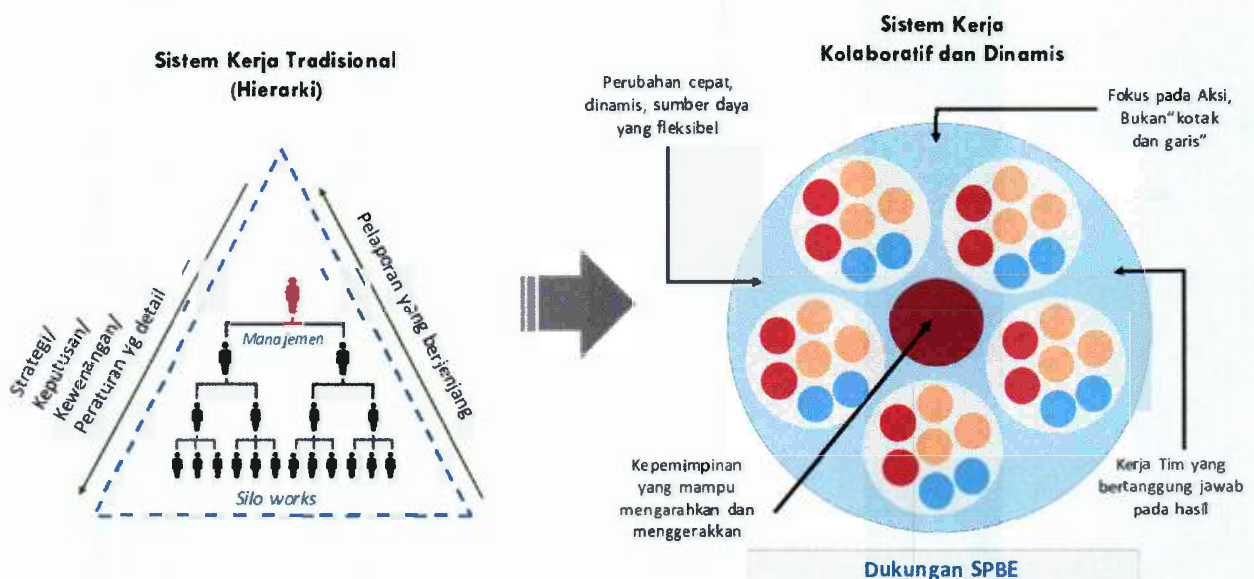 Sistem Kerja Tradisional
(Hierarki)
Strategi/
Keputusan/
Kewenangan/
Peraturan yg detail
Pelaporan yang berjenjang
Manajemen
Silo works
Sistem Kerja
Kolaboratif dan Dinamis
Perubahan cepat,
dinamis, sumber daya
yang fleksibel
Fokus pada Aksi,
Bukan"kotak
dan garis"
Kepemimpinan
yang mampu
mengarahkan dan
menggerakkan
Kerja Tim yang
bertanggung jawab
pada hasil
Dukungan SPBE